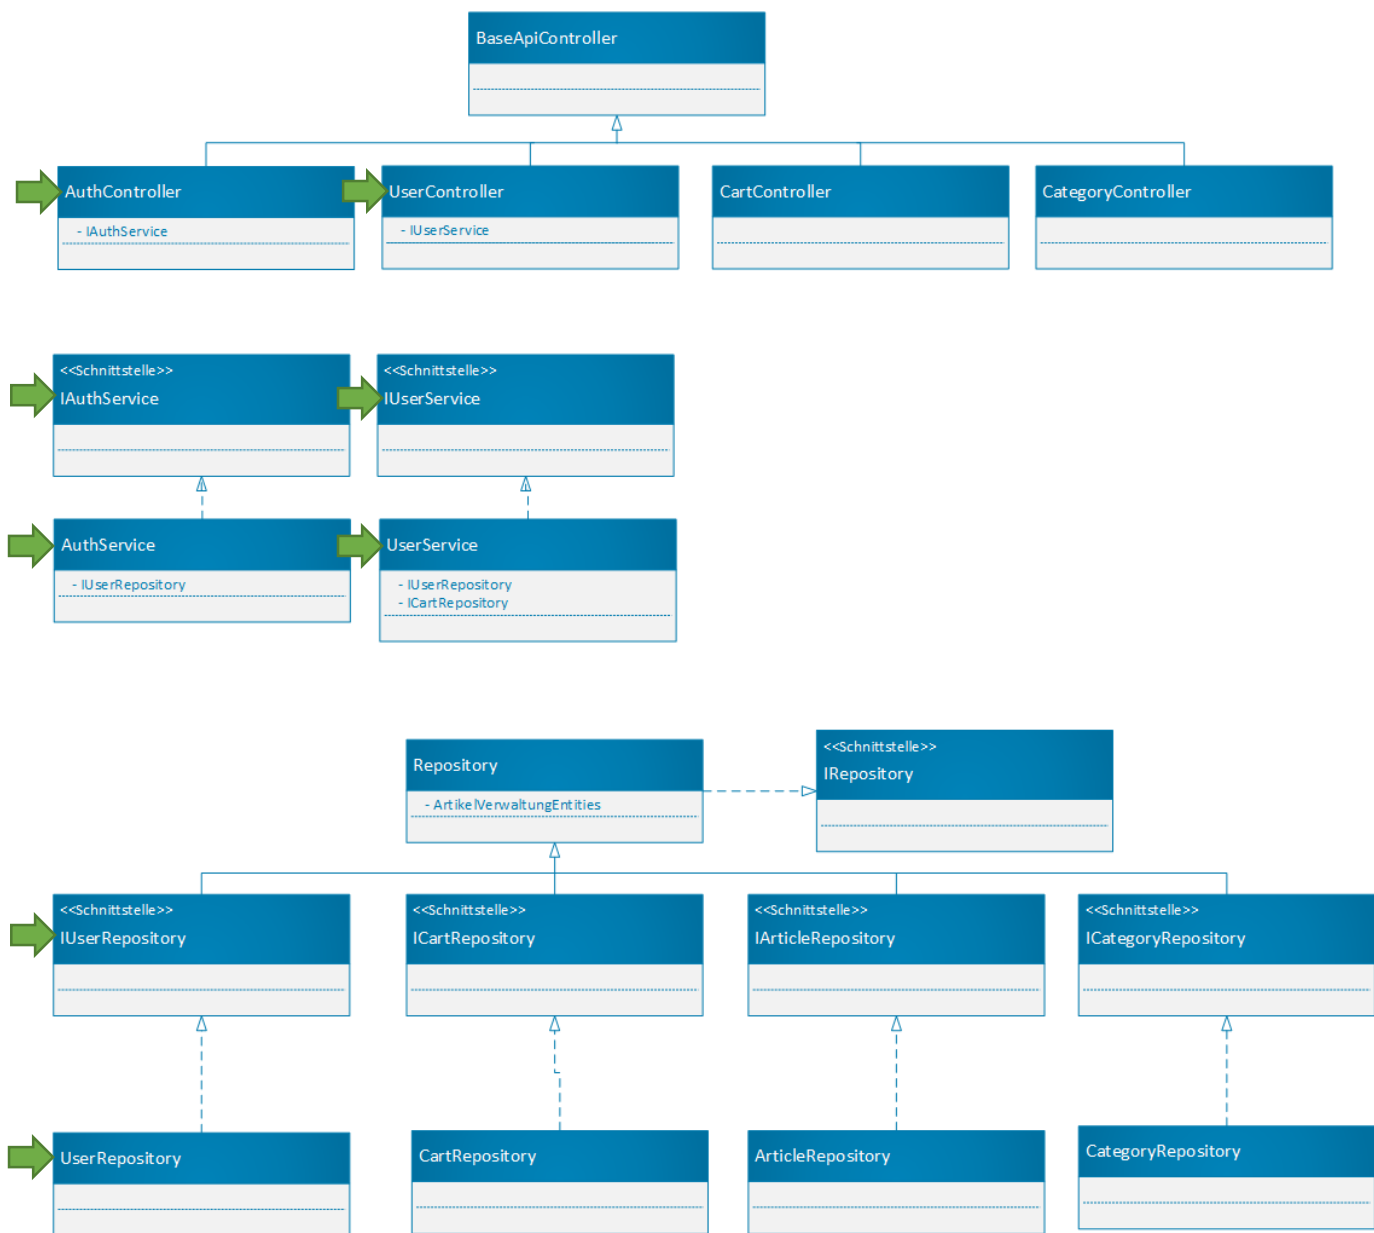 BaseApiController
AuthController
- IAuthService
UserController
- IUserService
CartController
CategoryController
<<Schnittstelle>>
IAuthService
<<Schnittstelle>>
IUserService
AuthService
- IUserRepository
UserService
- IUserRepository
- ICartRepository
Repository
- ArtikelVerwaltungEntities
<<Schnittstelle>>
IRepository
<<Schnittstelle>>
IUserRepository
<<Schnittstelle>>
ICartRepository
<<Schnittstelle>>
IArticleRepository
<<Schnittstelle>>
ICategoryRepository
UserRepository
CartRepository
ArticleRepository
CategoryRepository